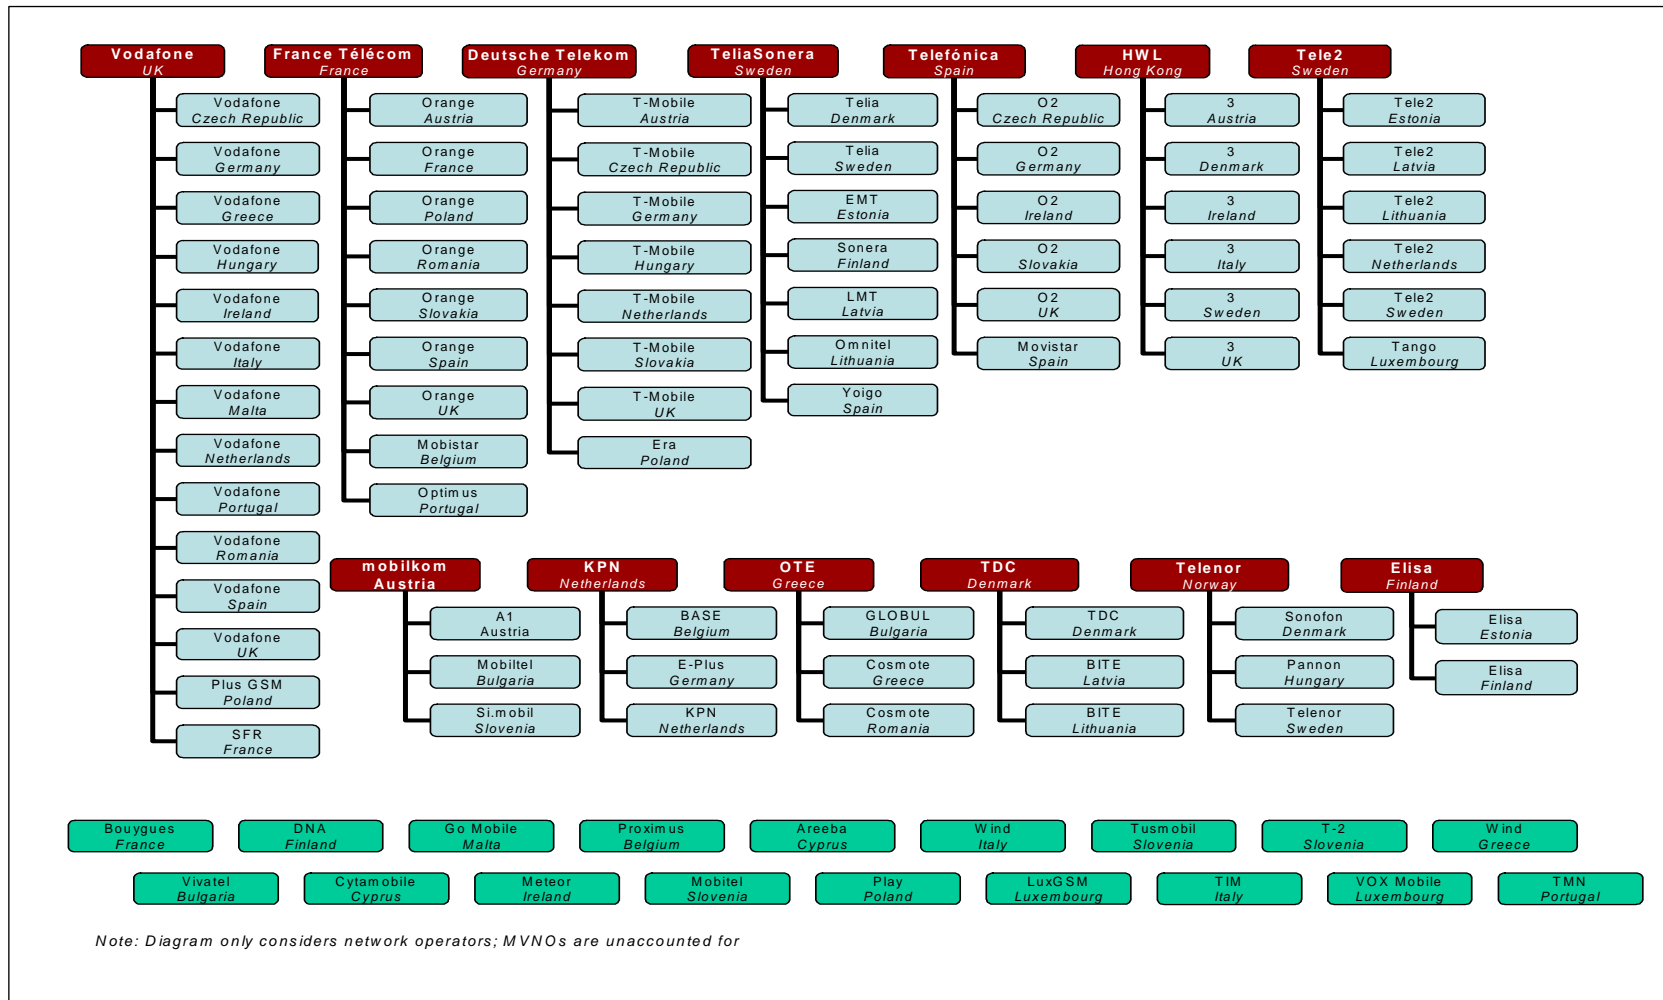 Vodafone
UK
Vodafone
Czech Republic
Vodafone
Germany
Vodafone
Greece
Vodafone
Hungary
Vodafone
Ireland
Vodafone
Italy
Vodafone
Malta
Vodafone
Netherlands
Vodafone
Portugal
Vodafone
Romania
Vodafone
Spain
Vodafone
UK
Plus GSM
Poland
SFR
France
France Télécom
France
Orange
Austria
Orange
France
Orange
Poland
Orange
Romania
Orange
Slovakia
Orange
Spain
Orange
UK
Mobistar
Belgium
Optimus
Portugal
Deutsche Telekom
Germany
T-Mobile
Austria
T-Mobile
Czech Republic
T-Mobile
Germany
T-Mobile
Hungary
T-Mobile
Netherlands
T-Mobile
Slovakia
T-Mobile
UK
Era
Poland
TeliaSonera
Sweden
Telia
Denmark
Telia
Sweden
EMT
Estonia
Sonera
Finland
LMT
Latvia
Omnitel
Lithuania
Yoigo
Spain
Telefónica
Spain
O2
Czech Republic
O2
Germany
O2
Ireland
O2
Slovakia
O2
UK
Movistar
Spain
HWL
Hong Kong
3
Austria
3
Denmark
3
Ireland
3
Italy
3
Sweden
3
UK
Tele2
Sweden
Tele2
Estonia
Tele2
Latvia
Tele2
Lithuania
Tele2
Netherlands
Tele2
Sweden
Tango
Luxembourg
mobilkom
Austria
A1
Austria
Mobiltel
Bulgaria
Si.mobil
Slovenia
KPN
Netherlands
BASE
Belgium
E-Plus
Germany
KPN
Netherlands
OTE
Greece
GLOBUL
Bulgaria
Cosmote
Greece
Cosmote
Romania
TDC
Denmark
TDC
Denmark
BITE
Latvia
BITE
Lithuania
Telenor
Norway
Sonofon
Denmark
Pannon
Hungary
Telenor
Sweden
Elisa
Finland
Elisa
Estonia
Elisa
Finland
Bouygues
France
DNA
Finland
Go Mobile
Malta
Proximus
Belgium
Areeba
Cyprus
Wind
Italy
Tusmobil
Slovenia
T-2
Slovenia
Wind
Greece
Vivatel
Bulgaria
Cytamobile
Cyprus
Meteor
Ireland
Mobitel
Slovenia
Play
Poland
LuxGSM
Luxembourg
TIM
Italy
VOX Mobile
Luxembourg
TMN
Portugal
Note: Diagram only considers network operators; MVNOs are unaccounted for